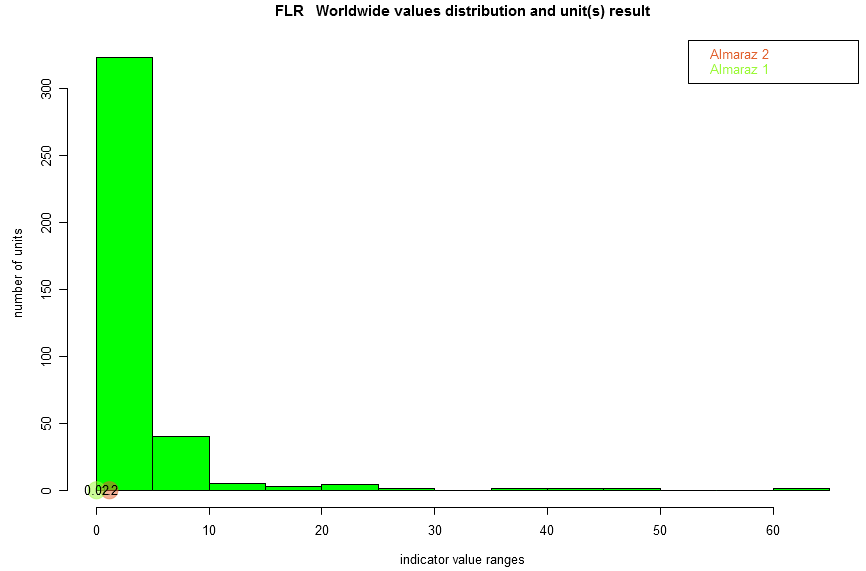 FLR   Worldwide values distribution and unit(s) result
Almaraz 2
Almaraz 1
number of units
300
250
200
150
100
50
0
0
10
20
30
40
50
60
indicator value ranges